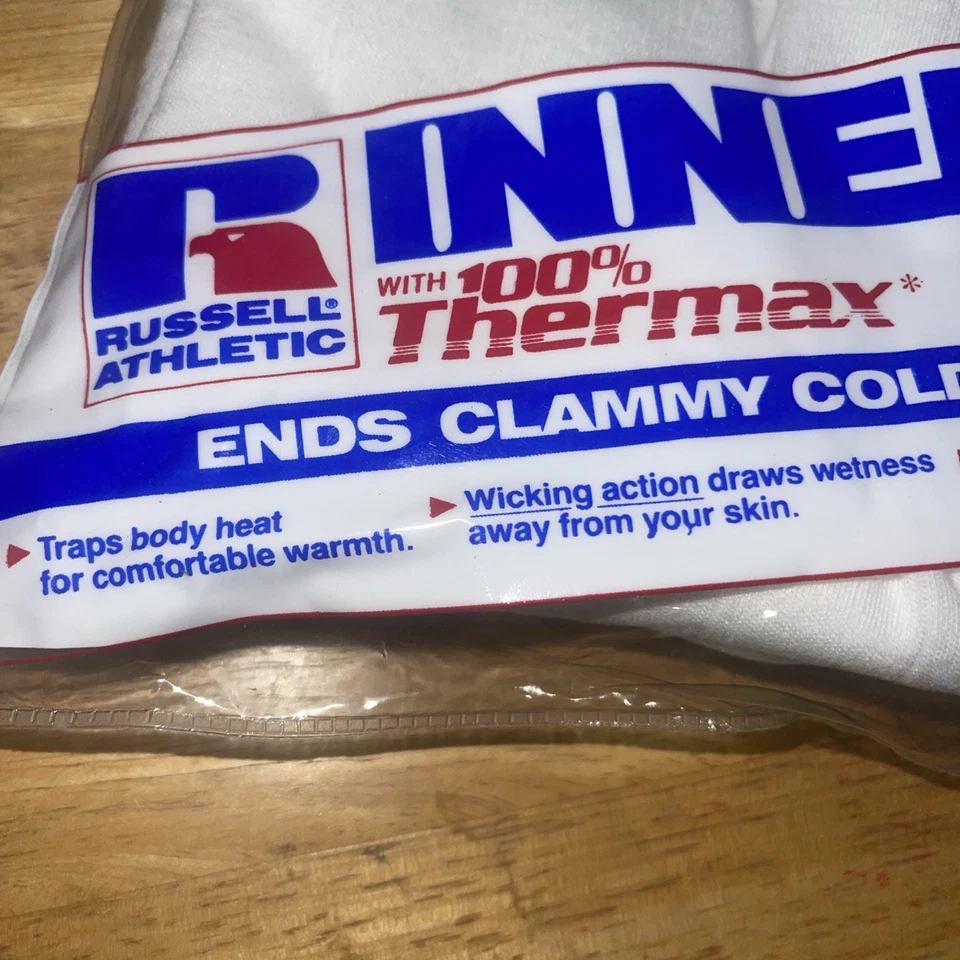 INNE
RUSSELL®
ATHLETIC
WITH 100%
Thermax*
ENDS CLAMMY COLD
Traps body heat
for comfortable warmth.
Wicking action draws wetness
away from your skin.